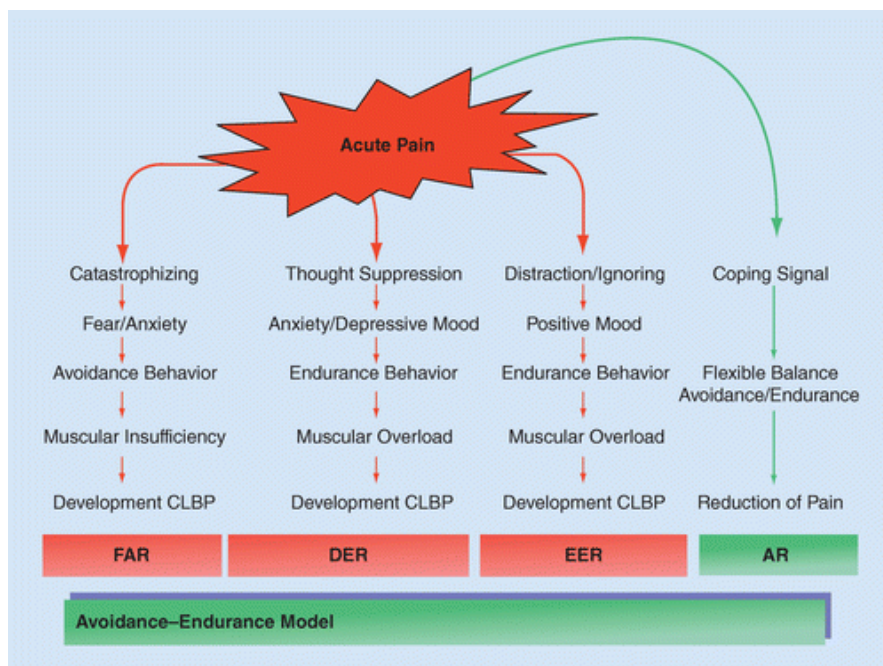 Acute Pain
Catastrophizing
Fear/Anxiety
Avoidance Behavior
Muscular Insufficiency
Development CLBP
FAR
Thought Suppression
Anxiety/Depressive Mood
Endurance Behavior
Muscular Overload
Development CLBP
DER
Distraction/Ignoring
Positive Mood
Endurance Behavior
Muscular Overload
Development CLBP
EER
Coping Signal
Flexible Balance
Avoidance/Endurance
Reduction of Pain
AR
Avoidance–Endurance Model